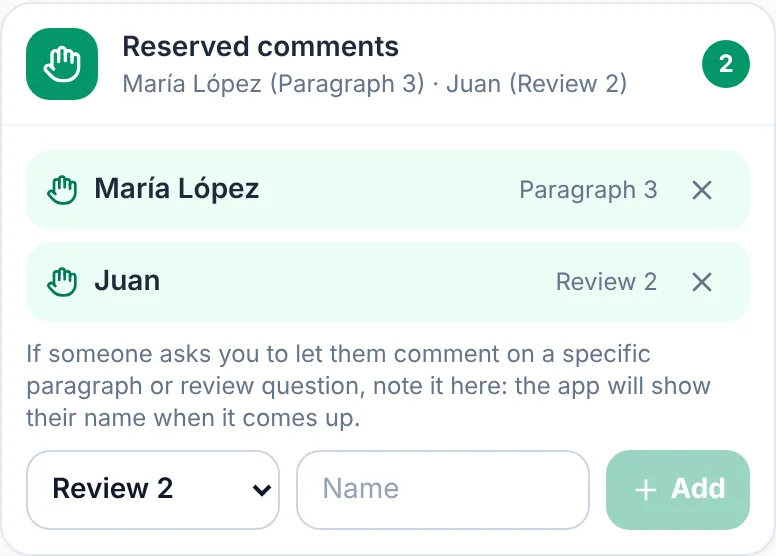 Reserved comments
María López (Paragraph 3) · Juan (Review 2)
2
María López
Paragraph 3
Juan
Review 2
If someone asks you to let them comment on a specific
paragraph or review question, note it here: the app will show
their name when it comes up.
Review 2
Name
+ Add